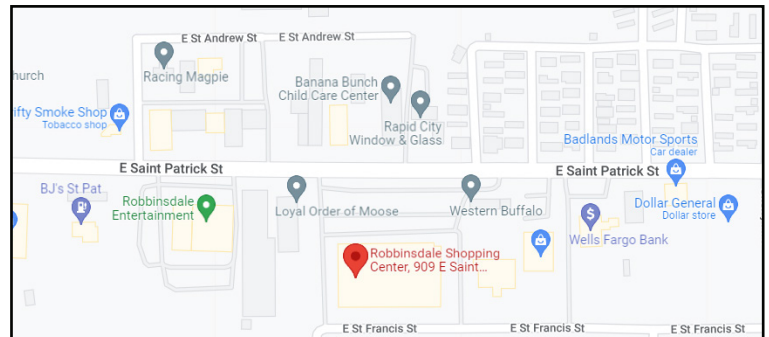 E St Andrew St
E St Andrew St
hurch
Racing Magpie
Banana Bunch
Child Care Center
ifty Smoke Shop
Tobacco shop
Rapid City
Window & Glass
Badlands Motor Sports
Car dealer
E Saint Patrick St
E Saint Patrick St
BJ's St Pat
Robbinsdale
Entertainment
Loyal Order of Moose
Western Buffalo
Dollar General
Dollar store
Wells Fargo Bank
Robbinsdale Shopping
Center, 909 E Saint...
E St Francis St
E St Francis St
E St Francis St